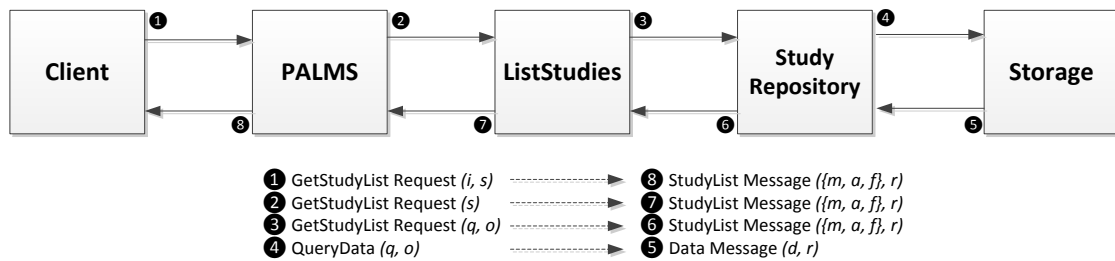 ❶ ❷ ❸ ❹
Client PALMS ListStudies Study Repository Storage
❽ ❼ ❻ ❺
❶ GetStudyList Request (i, s) ❽ StudyList Message ({m, a, f}, r)
❷ GetStudyList Request (s) ❼ StudyList Message ({m, a, f}, r)
❸ GetStudyList Request (q, o) ❻ StudyList Message ({m, a, f}, r)
❹ QueryData (q, o) ❺ Data Message (d, r)